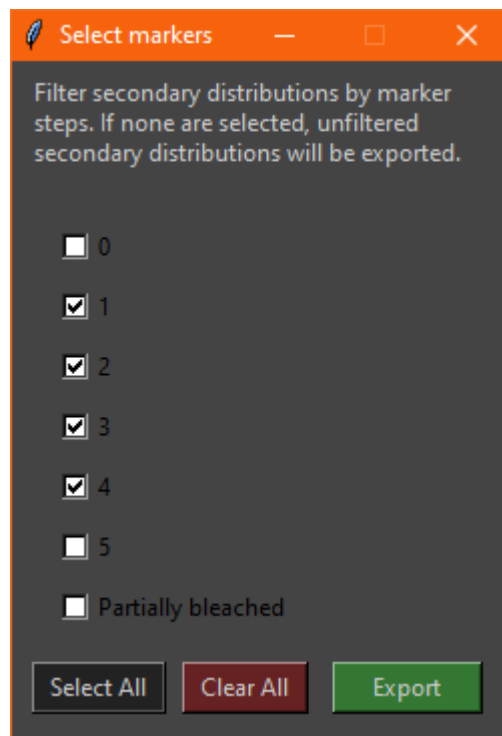 Select markers
Filter secondary distributions by marker
steps. If none are selected, unfiltered
secondary distributions will be exported.
0
1
2
3
4
5
Partially bleached
Select All Clear All Export